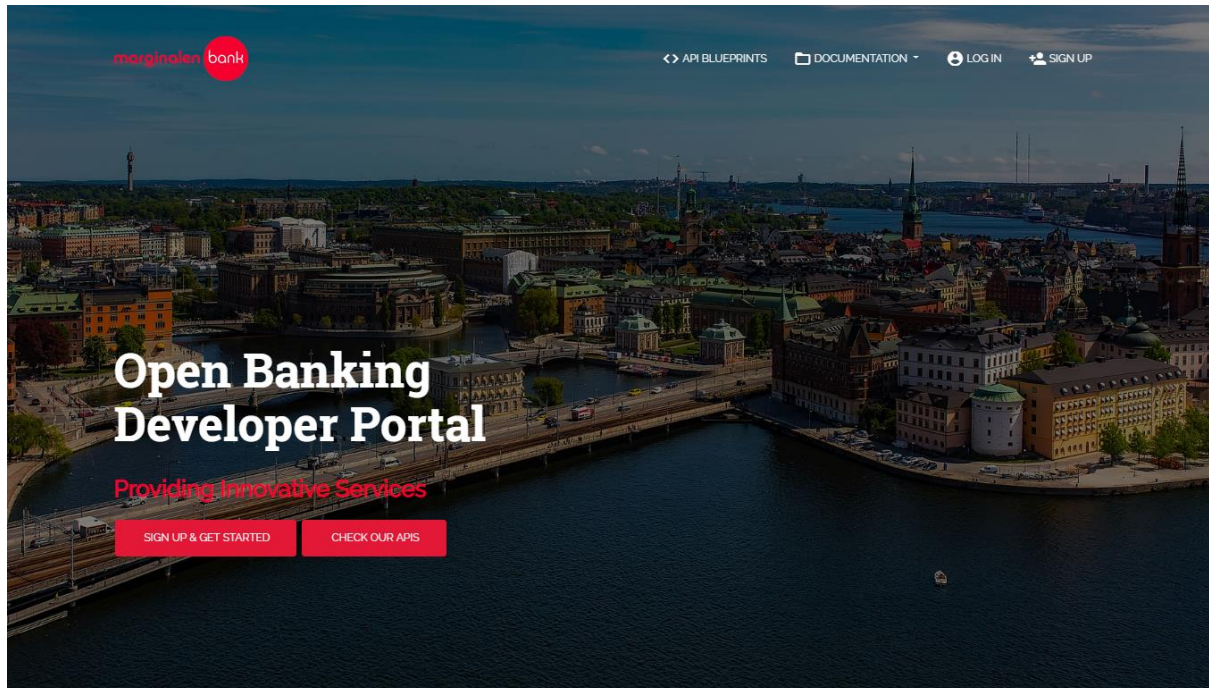 marginalen bank
API BLUEPRINTS
DOCUMENTATION
LOG IN
SIGN UP
Open Banking
Developer Portal
Providing Innovative Services
SIGN UP & GET STARTED
CHECK OUR APIS